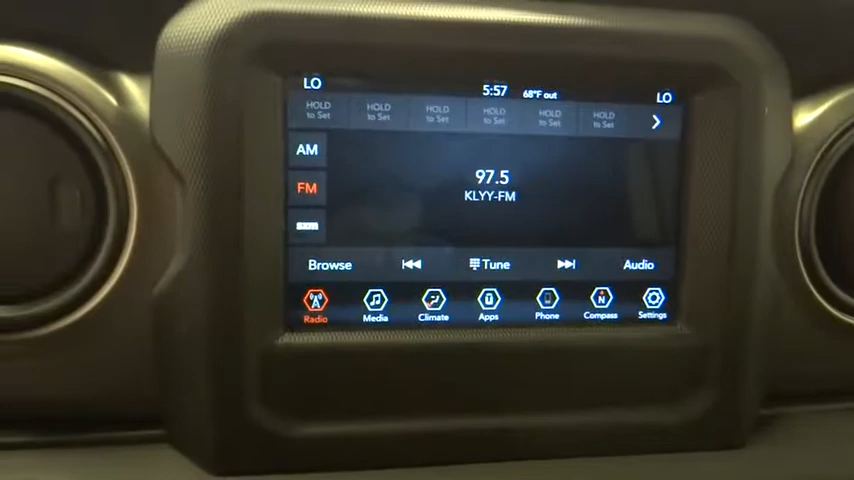 LO 5:57 68°F out LO
HOLD to Set HOLD to Set HOLD to Set HOLD to Set HOLD to Set HOLD to Set
AM
97.5
FM
KLYY-FM
sxm
Browse Tune Audio
Radio Media Climate Apps Phone Compass Settings